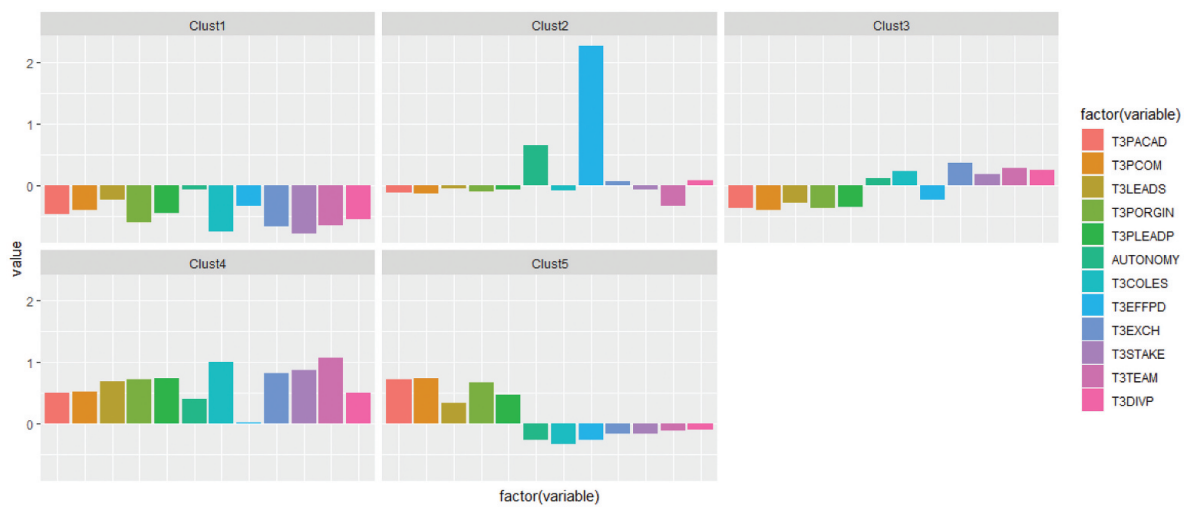 Clust1
Clust2
Clust3
2
1
0
Clust4
Clust5
2
1
0
value
factor(variable)
factor(variable)
T3PACAD
T3PCOM
T3LEADS
T3PORGIN
T3PLEADP
AUTONOMY
T3COLES
T3EFFPD
T3EXCH
T3STAKE
T3TEAM
T3DIVP